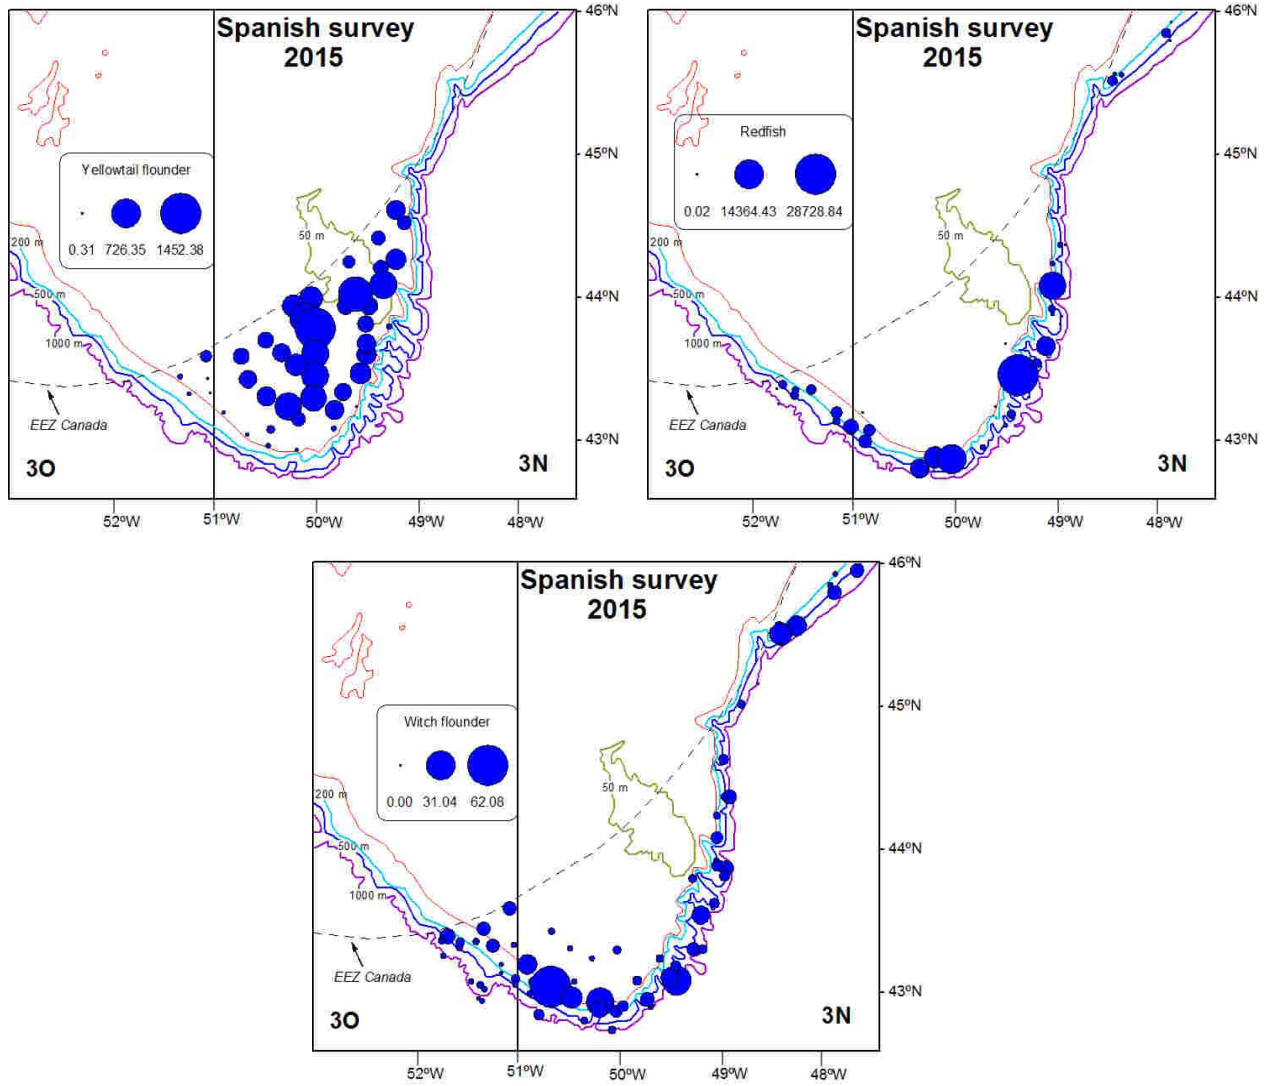 Spanish survey
2015
46ºN
45ºN
44ºN
43ºN
Yellowtail flounder
0.31 726.35 1452.38
50 m
200 m
500 m
1000 m
EEZ Canada
3O
3N
52ºW
51ºW
50ºW
49ºW
48ºW
Spanish survey
2015
46ºN
45ºN
44ºN
43ºN
Redfish
0.02 14364.43 28728.84
50 m
200 m
500 m
1000 m
EEZ Canada
3O
3N
52ºW
51ºW
50ºW
49ºW
48ºW
Spanish survey
2015
46ºN
45ºN
44ºN
43ºN
Witch flounder
0.00 31.04 62.08
50 m
200 m
500 m
1000 m
EEZ Canada
3O
3N
52ºW
51ºW
50ºW
49ºW
48ºW